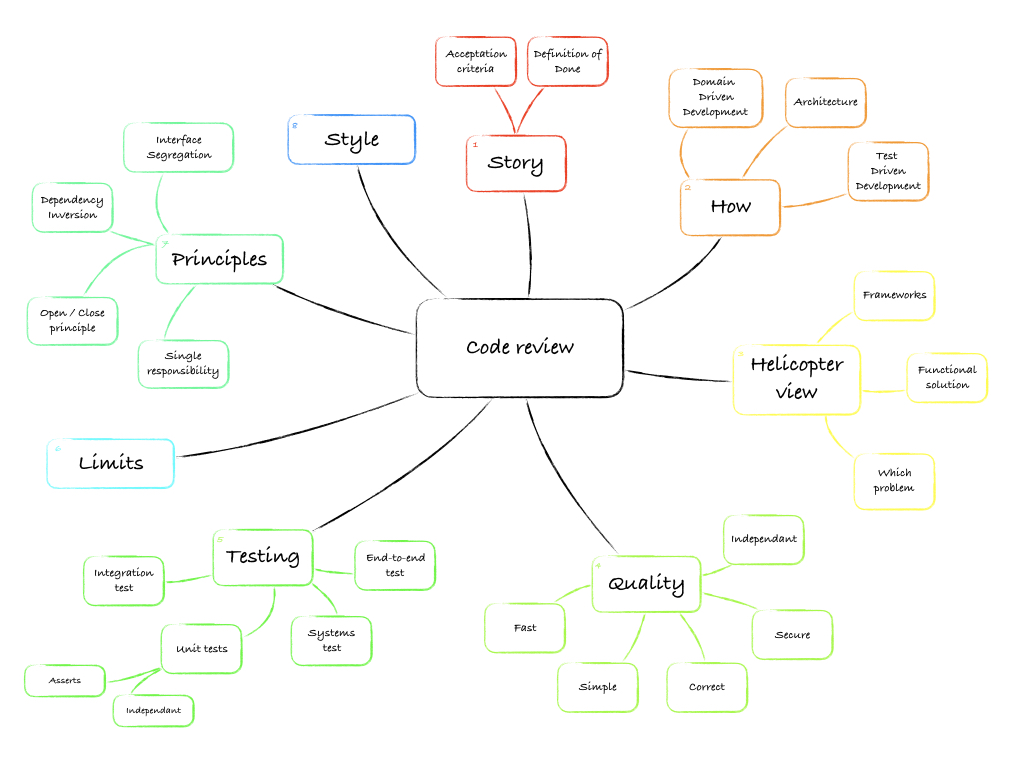 Code review
1
Story
Acceptation
criteria
Definition of
Done
2
How
Domain
Driven
Development
Architecture
Test
Driven
Development
3
Helicopter
view
Frameworks
Functional
solution
Which
problem
4
Quality
Independant
Secure
Correct
Simple
Fast
5
Testing
End-to-end
test
Systems
test
Unit tests
Independant
Asserts
Integration
test
6
Limits
7
Principles
Single
responsibility
Open / Close
principle
Dependency
Inversion
Interface
Segregation
8
Style